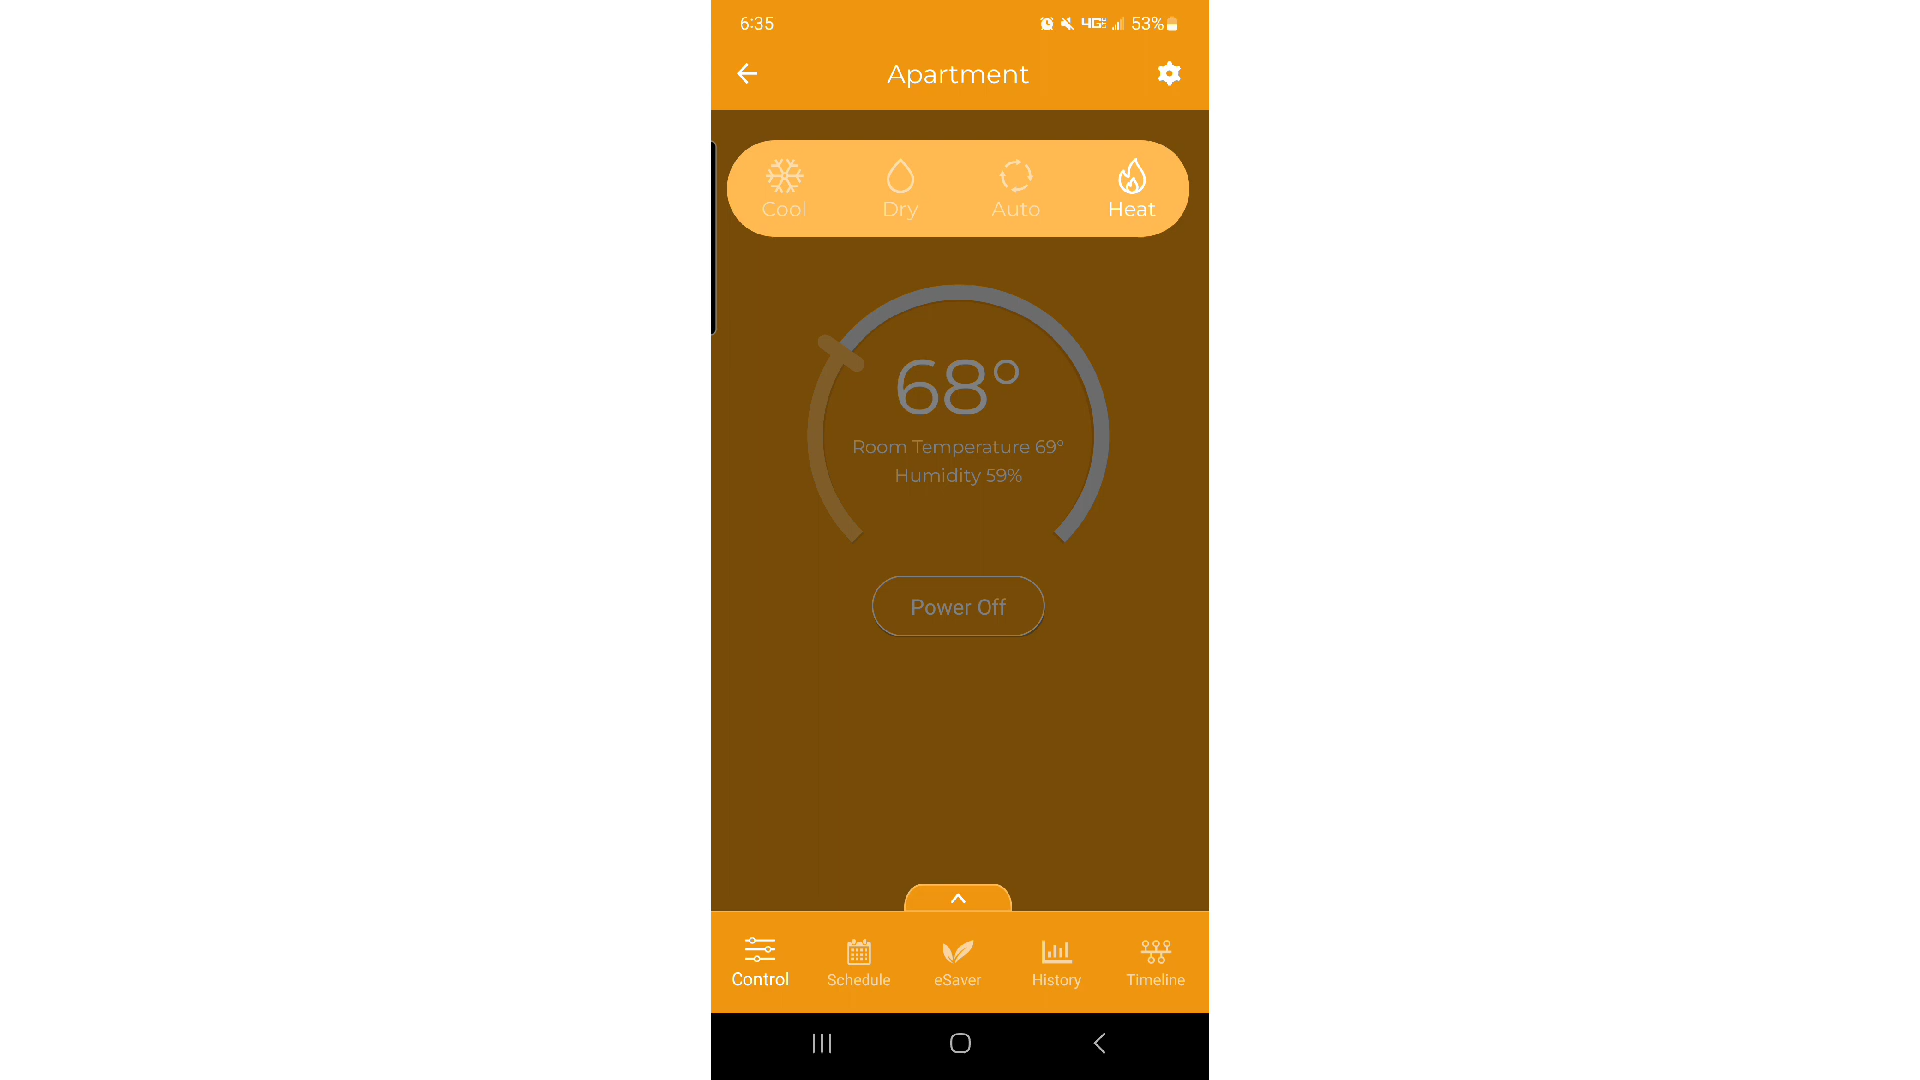 6:35 4G 53%
Apartment
Cool Dry Auto Heat
68°
Room Temperature 69°
Humidity 59%
Power Off
Control Schedule eSaver History Timeline